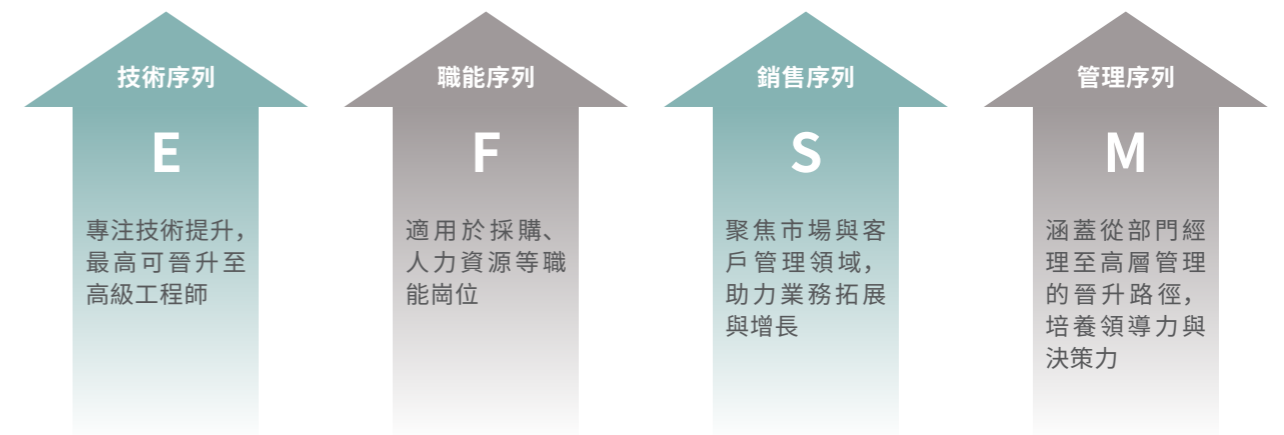 技術序列
E
專注技術提升，
最高可晉升至
高級工程師
職能序列
F
適用於採購、
人力資源等職
能崗位
銷售序列
S
聚焦市場與客
戶管理領域，
助力業務拓展
與增長
管理序列
M
涵蓋從部門經
理至高層管理
的晉升路徑，
培養領導力與
決策力